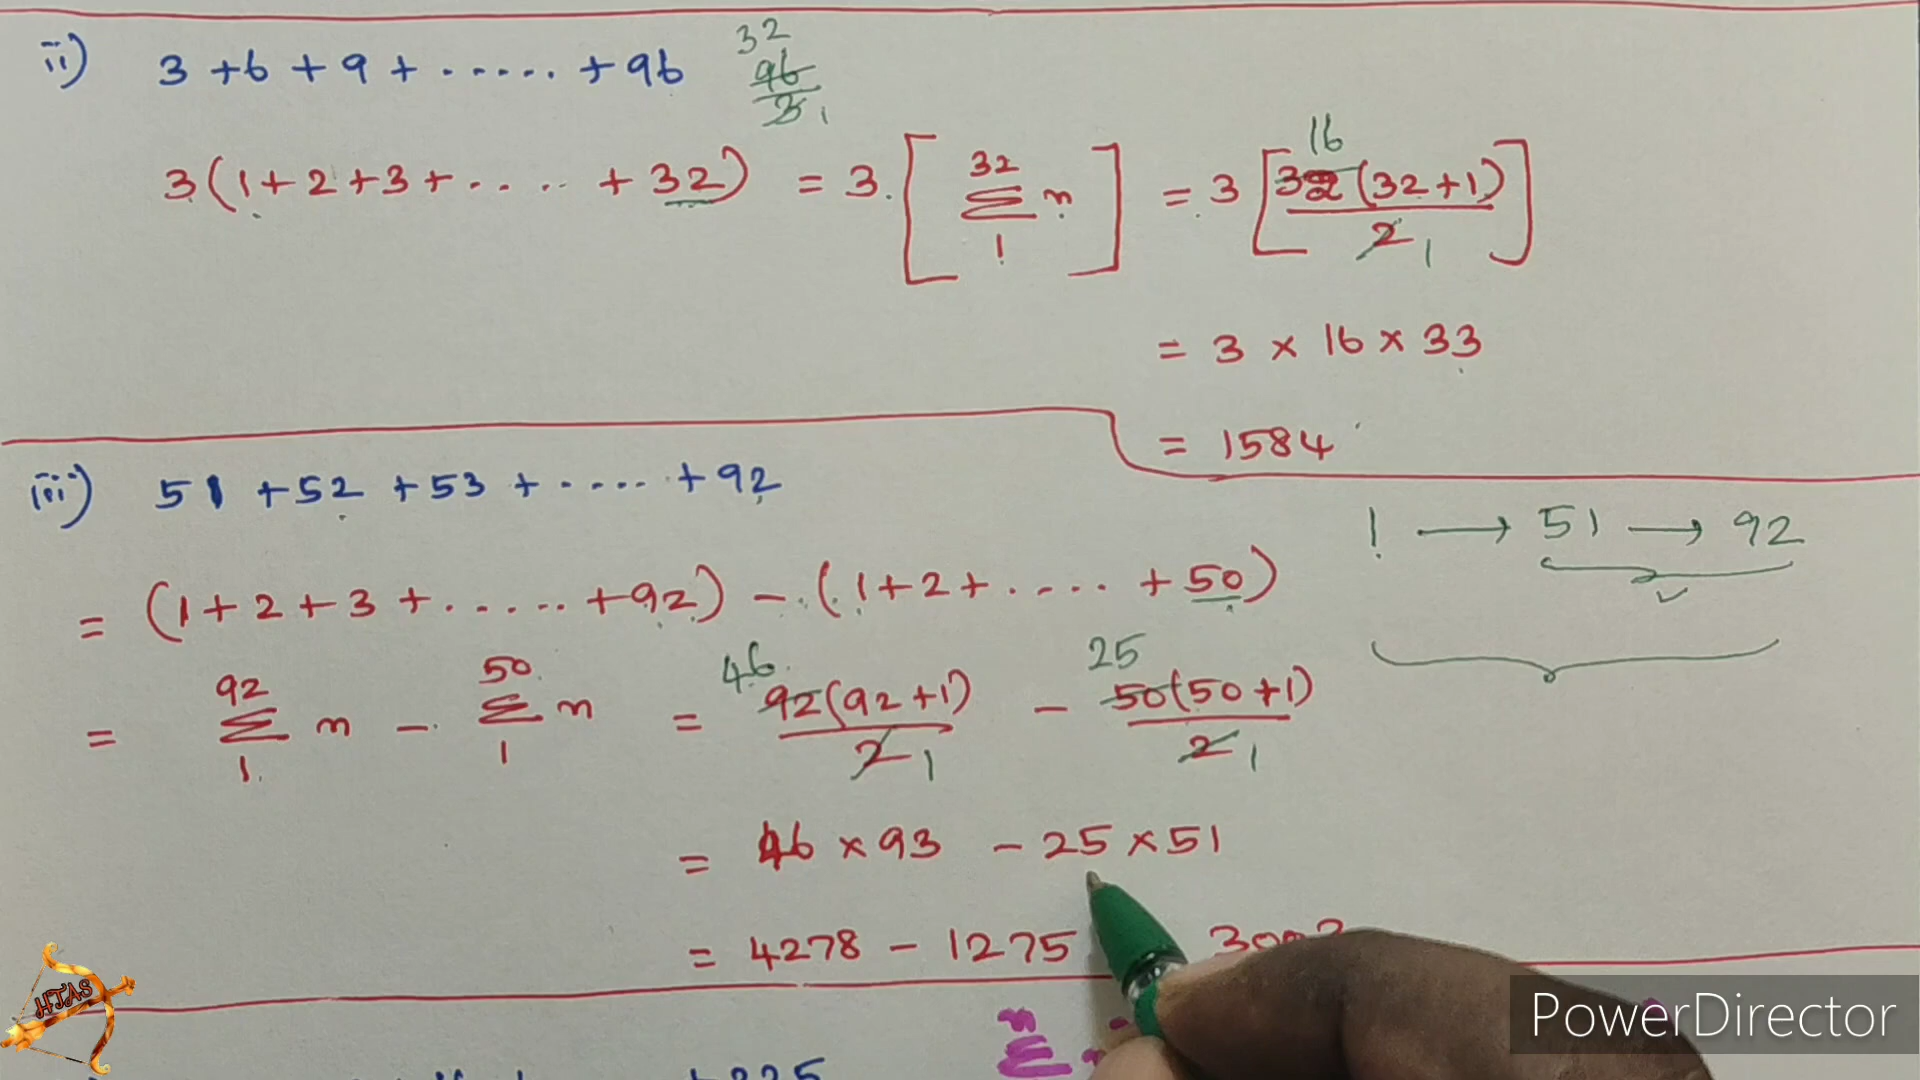 ii) 3 + 6 + 9 + ..... + 96 32 96/3 1
3(1+2+3+.....+32) = 3.[32 Σ 1 n] = 3[16 32(32+1)/2 1]
= 3 × 16 × 33
= 1584
iii) 51 + 52 + 53 + ..... + 92
1 → 51 → 92
= (1+2+3+......+92) - (1+2+.....+50)
= 92 Σ 1 n - 50 Σ 1 n = 46 92(92+1)/2 1 - 25 50(50+1)/2 1
= 46 × 93 - 25 × 51
= 4278 - 1275
HTAS
PowerDirector